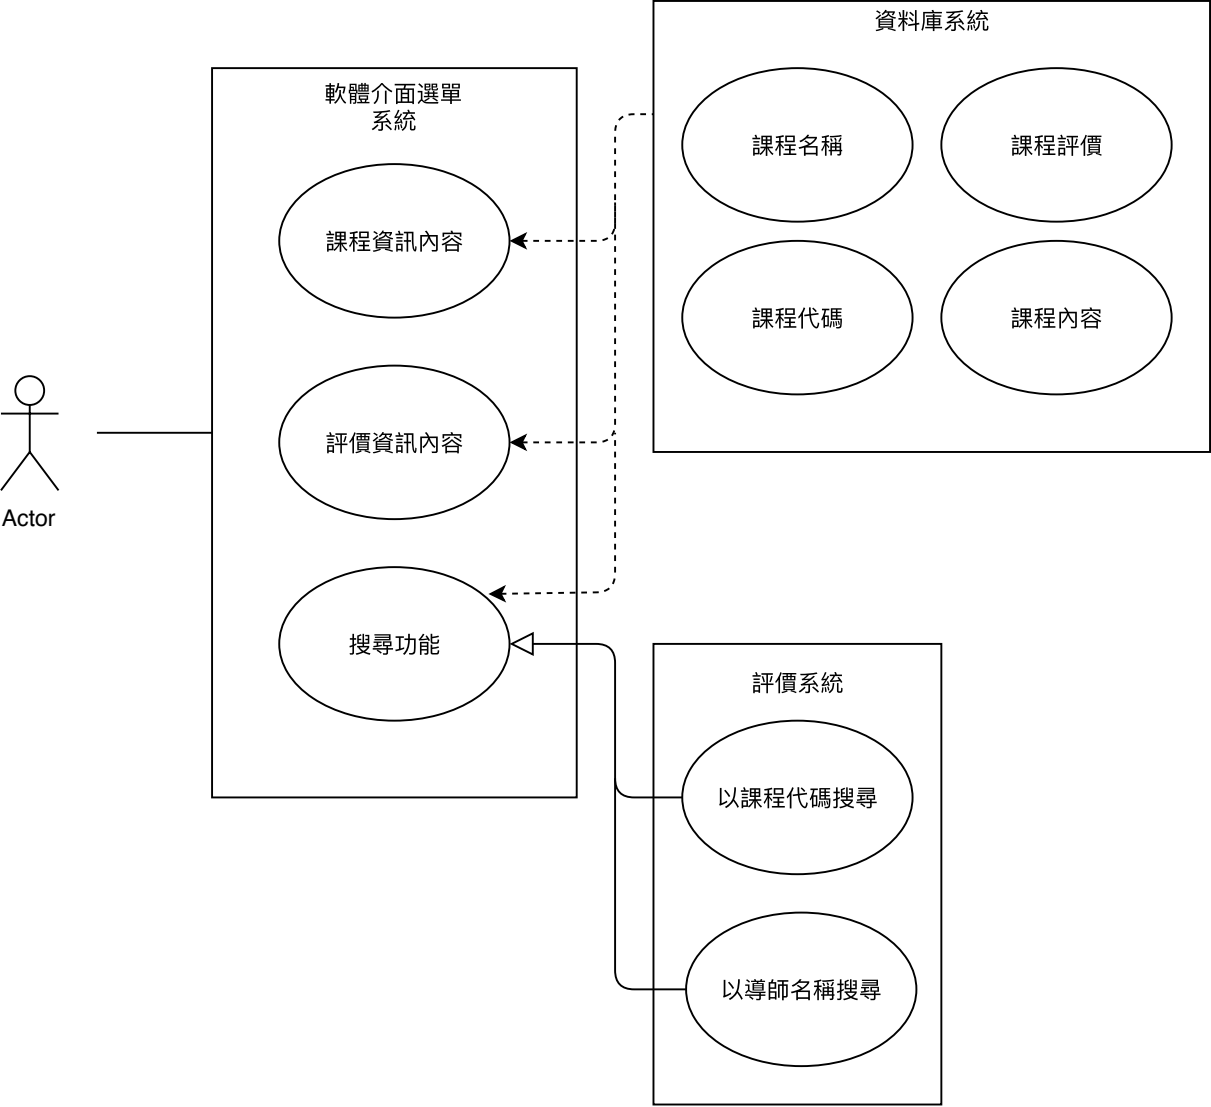 資料庫系統
課程名稱
課程評價
課程代碼
課程內容
軟體介面選單
系統
課程資訊內容
評價資訊內容
搜尋功能
Actor
評價系統
以課程代碼搜尋
以導師名稱搜尋